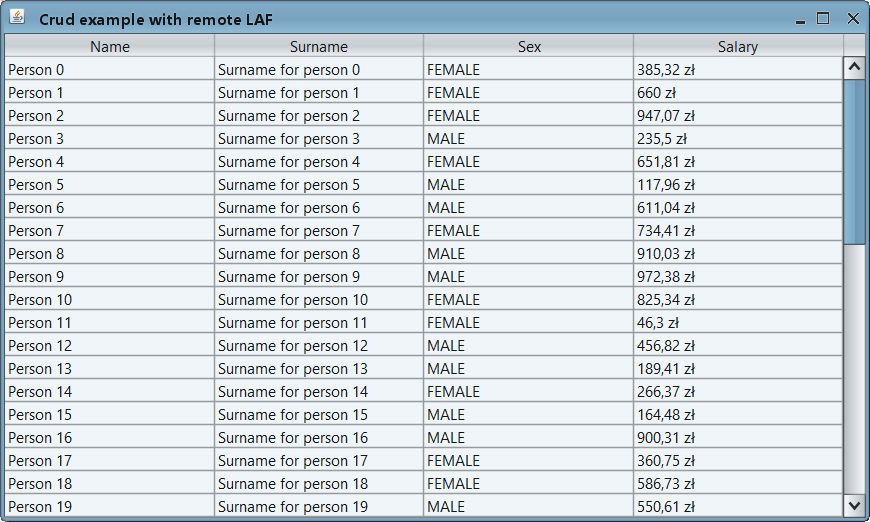 Crud example with remote LAF
Name Surname Sex Salary
Person 0 Surname for person 0 FEMALE 385,32 zł
Person 1 Surname for person 1 FEMALE 660 zł
Person 2 Surname for person 2 FEMALE 947,07 zł
Person 3 Surname for person 3 MALE 235,5 zł
Person 4 Surname for person 4 FEMALE 651,81 zł
Person 5 Surname for person 5 MALE 117,96 zł
Person 6 Surname for person 6 MALE 611,04 zł
Person 7 Surname for person 7 FEMALE 734,41 zł
Person 8 Surname for person 8 MALE 910,03 zł
Person 9 Surname for person 9 MALE 972,38 zł
Person 10 Surname for person 10 FEMALE 825,34 zł
Person 11 Surname for person 11 FEMALE 46,3 zł
Person 12 Surname for person 12 MALE 456,82 zł
Person 13 Surname for person 13 MALE 189,41 zł
Person 14 Surname for person 14 FEMALE 266,37 zł
Person 15 Surname for person 15 MALE 164,48 zł
Person 16 Surname for person 16 MALE 900,31 zł
Person 17 Surname for person 17 FEMALE 360,75 zł
Person 18 Surname for person 18 FEMALE 586,73 zł
Person 19 Surname for person 19 MALE 550,61 zł